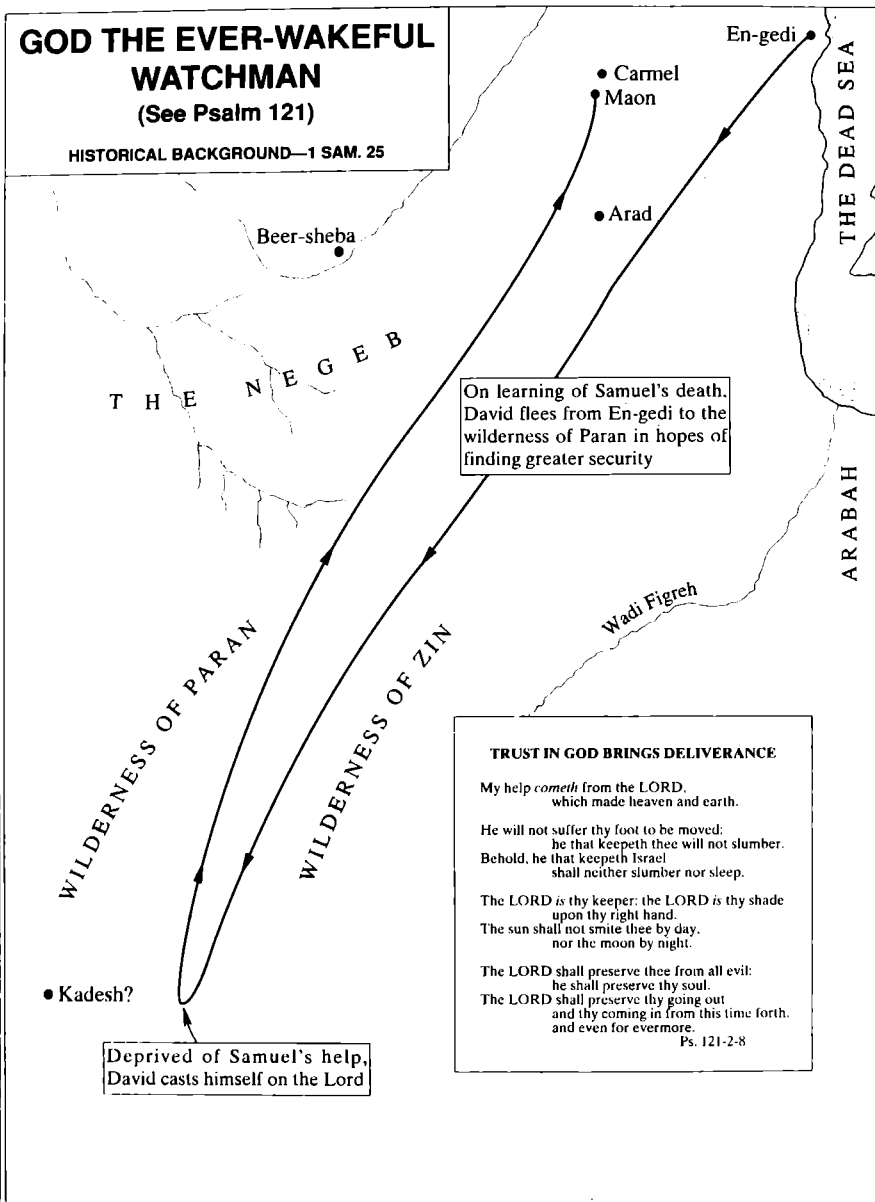 GOD THE EVER-WAKEFUL
WATCHMAN
(See Psalm 121)
HISTORICAL BACKGROUND—1 SAM. 25
En-gedi
Carmel
Maon
THE DEAD SEA
Arad
Beer-sheba
THE NEGEB
On learning of Samuel's death,
David flees from En-gedi to the
wilderness of Paran in hopes of
finding greater security
ARABAH
Wadi Figreh
WILDERNESS OF PARAN
WILDERNESS OF ZIN
TRUST IN GOD BRINGS DELIVERANCE
My help cometh from the LORD,
which made heaven and earth.
He will not suffer thy foot to be moved:
he that keepeth thee will not slumber.
Behold, he that keepeth Israel
shall neither slumber nor sleep.
The LORD is thy keeper: the LORD is thy shade
upon thy right hand.
The sun shall not smite thee by day,
nor the moon by night.
The LORD shall preserve thee from all evil:
he shall preserve thy soul.
The LORD shall preserve thy going out
and thy coming in from this time forth,
and even for evermore.
Ps. 121-2-8
Kadesh?
Deprived of Samuel's help,
David casts himself on the Lord